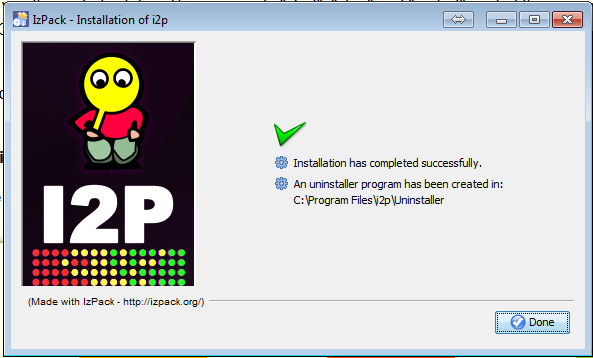 IzPack - Installation of i2p
I2P
Installation has completed successfully.
An uninstaller program has been created in:
C:\Program Files\i2p\Uninstaller
(Made with IzPack - http://izpack.org/)
Done